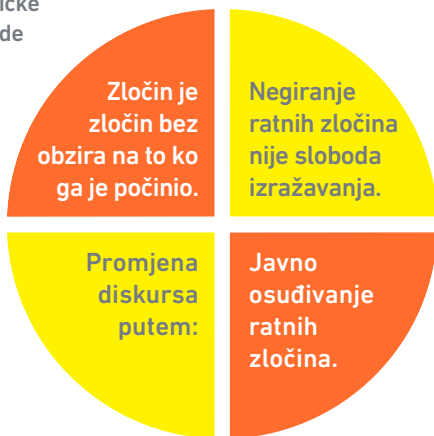 de
Zločin je
zločin bez
obzira na to ko
ga je počinio.
Negiranje
ratnih zločina
nije sloboda
izražavanja.
Promjena
diskursa
putem:
Javno
osuđivanje
ratnih
zločina.